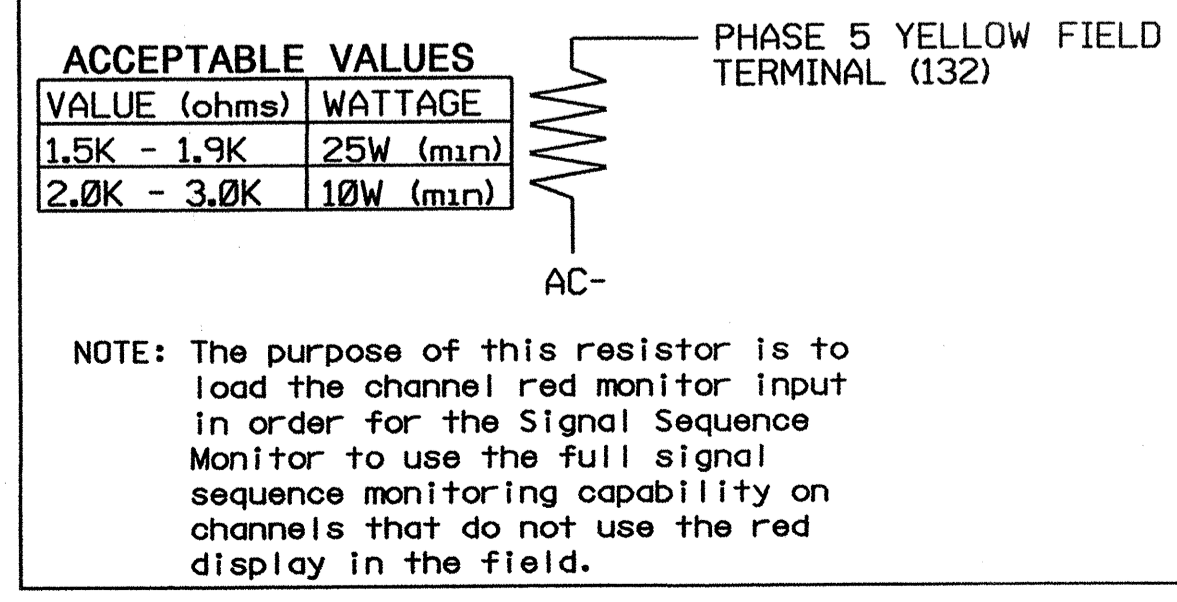 ACCEPTABLE VALUES
VALUE (ohms) WATTAGE
1.5K - 1.9K 25W (min)
2.0K - 3.0K 10W (min)
PHASE 5 YELLOW FIELD
TERMINAL (132)
AC-
NOTE: The purpose of this resistor is to
load the channel red monitor input
in order for the Signal Sequence
Monitor to use the full signal
sequence monitoring capability on
channels that do not use the red
display in the field.